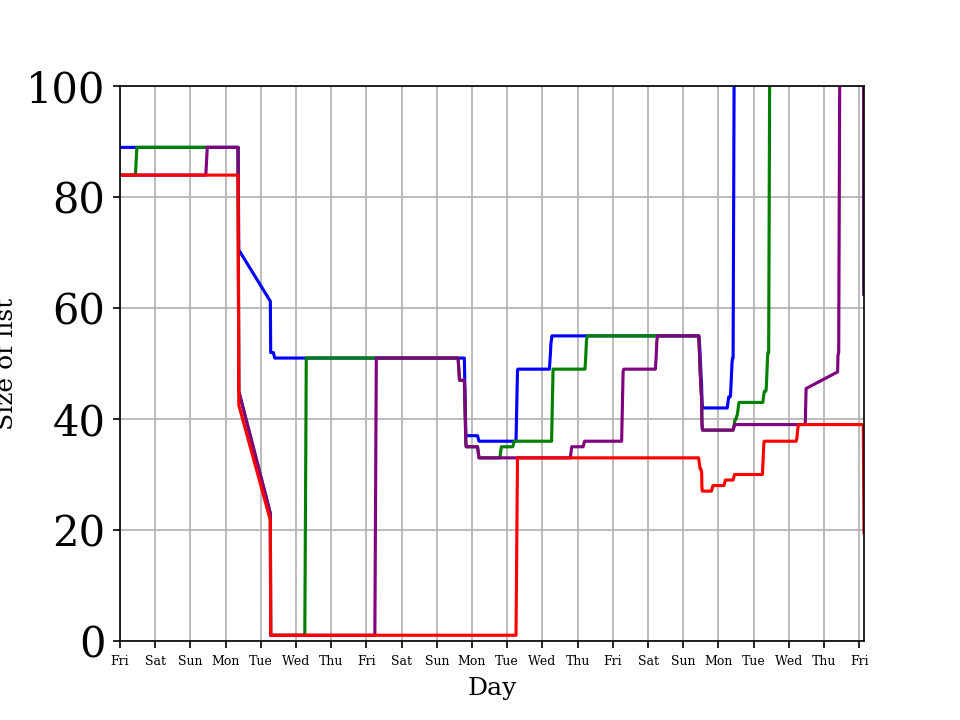 100
80
60
40
20
0
Size of list
Fri Sat Sun Mon Tue Wed Thu Fri Sat Sun Mon Tue Wed Thu Fri Sat Sun Mon Tue Wed Thu Fri
Day